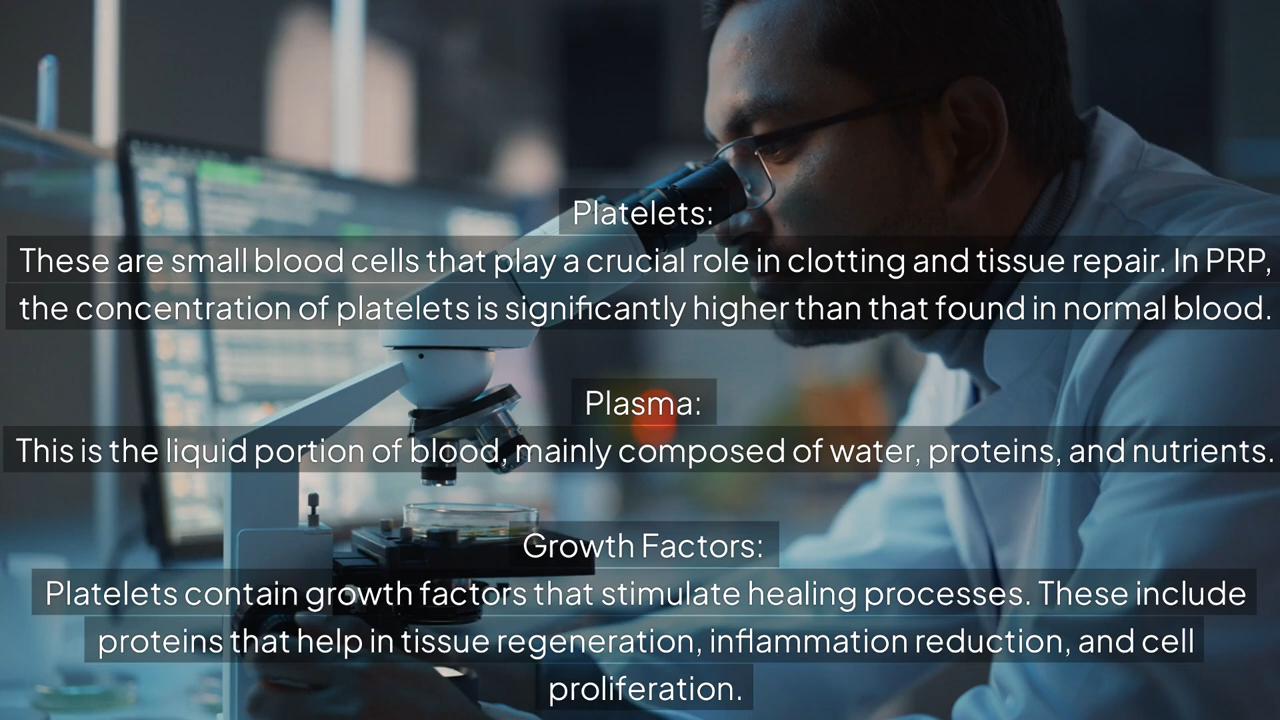 Platelets:
These are small blood cells that play a crucial role in clotting and tissue repair. In PRP,
the concentration of platelets is significantly higher than that found in normal blood.
Plasma:
This is the liquid portion of blood, mainly composed of water, proteins, and nutrients.
Growth Factors:
Platelets contain growth factors that stimulate healing processes. These include
proteins that help in tissue regeneration, inflammation reduction, and cell
proliferation.